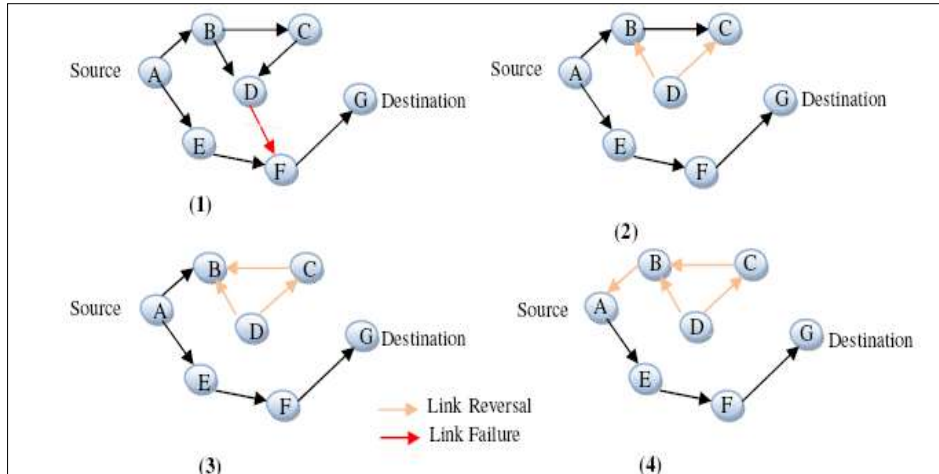 B
C
Source
A
D
G
Destination
E
F
(1)
B
C
Source
A
D
G
Destination
E
F
(2)
B
C
Source
A
D
G
Destination
E
F
(3)
B
C
Source
A
D
G
Destination
E
F
(4)
Link Reversal
Link Failure